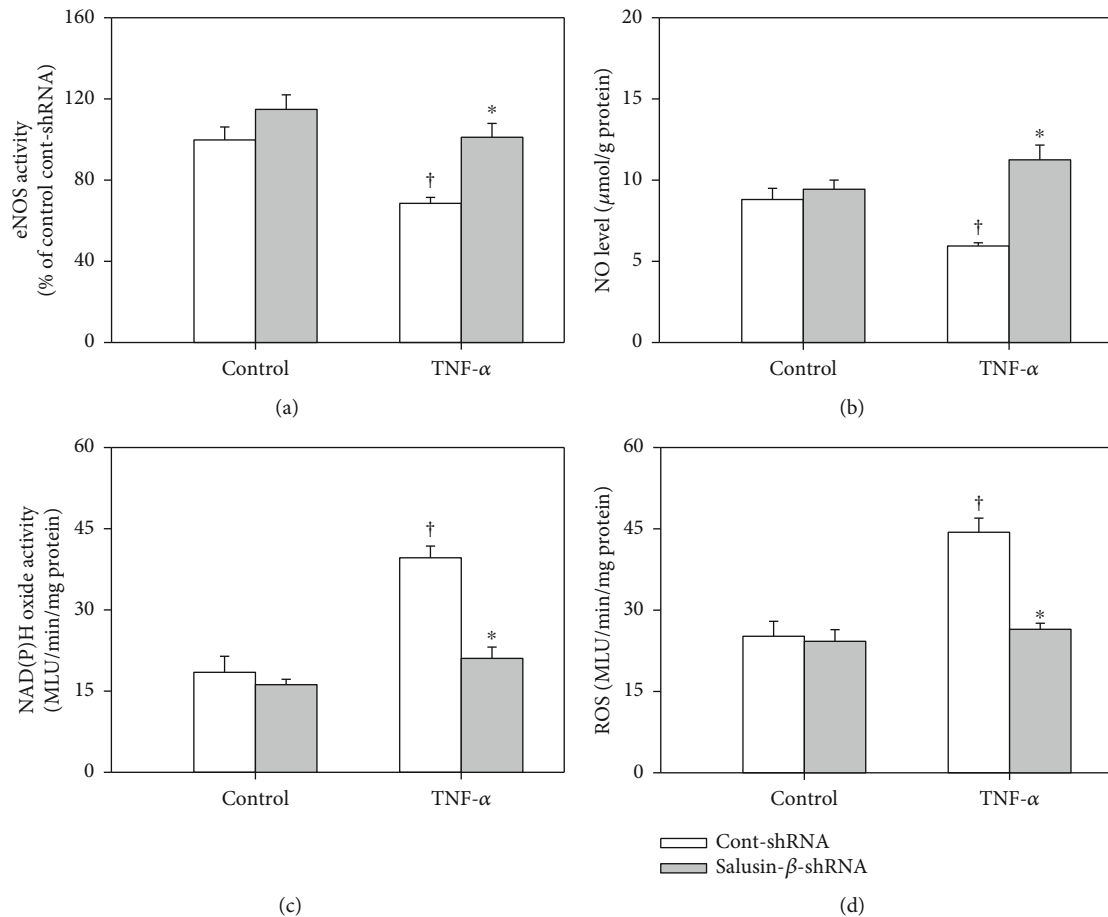 160
120
80
40
0
eNOS activity
(% of control cont-shRNA)
*
†
Control
TNF-α
(a)
20
15
10
5
0
NO level (μmol/g protein)
*
†
Control
TNF-α
(b)
60
45
30
15
0
NAD(P)H oxide activity
(MLU/min/mg protein)
†
*
Control
TNF-α
(c)
60
45
30
15
0
ROS (MLU/min/mg protein)
†
*
Control
TNF-α
Cont-shRNA
Salusin-β-shRNA
(d)